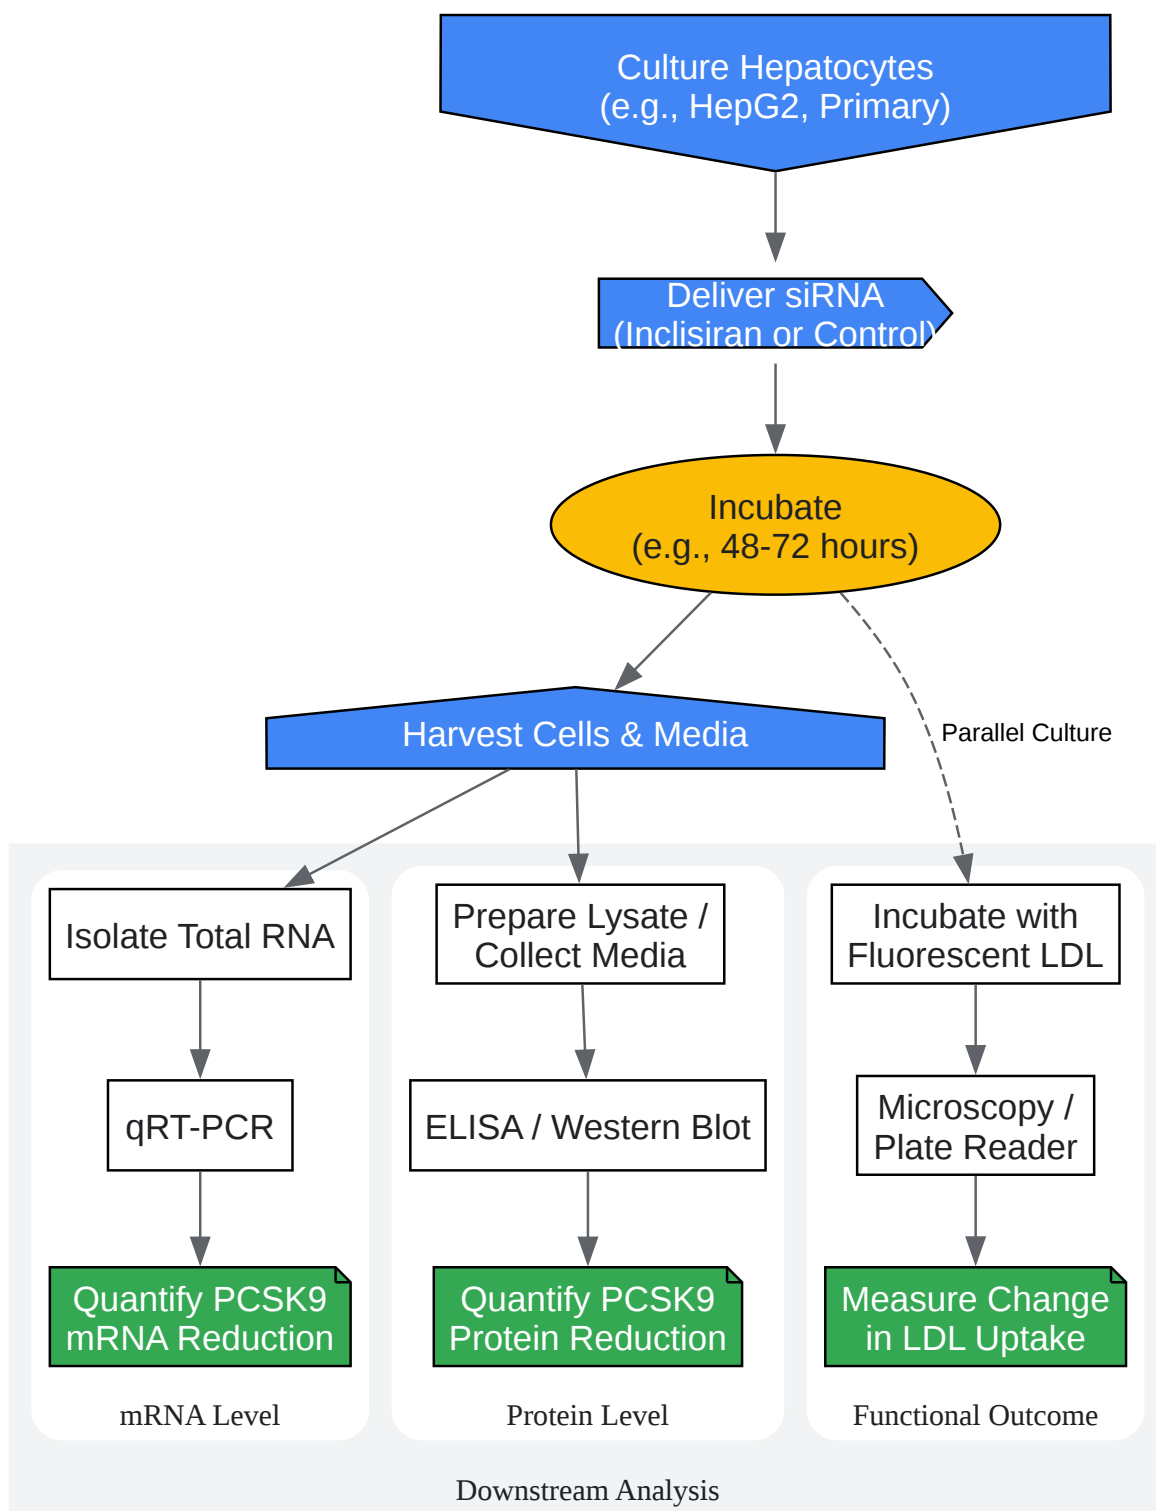 Culture Hepatocytes
(e.g., HepG2, Primary)
Deliver siRNA
(Inclisiran or Control)
Incubate
(e.g., 48-72 hours)
Harvest Cells & Media
Parallel Culture
Isolate Total RNA
qRT-PCR
Quantify PCSK9
mRNA Reduction
mRNA Level
Prepare Lysate /
Collect Media
ELISA / Western Blot
Quantify PCSK9
Protein Reduction
Protein Level
Incubate with
Fluorescent LDL
Microscopy /
Plate Reader
Measure Change
in LDL Uptake
Functional Outcome
Downstream Analysis